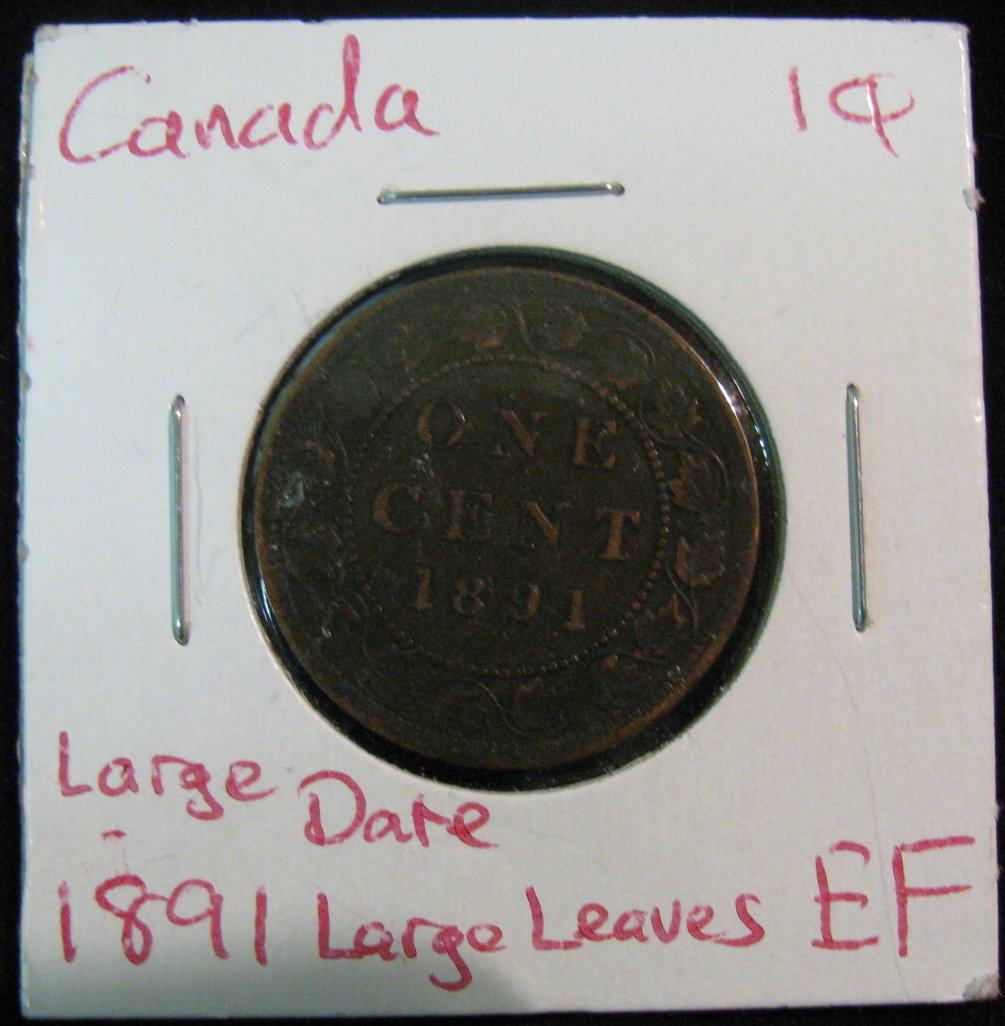 Canada 1¢
ONE
CENT
1891
Large Date
1891 Large Leaves EF